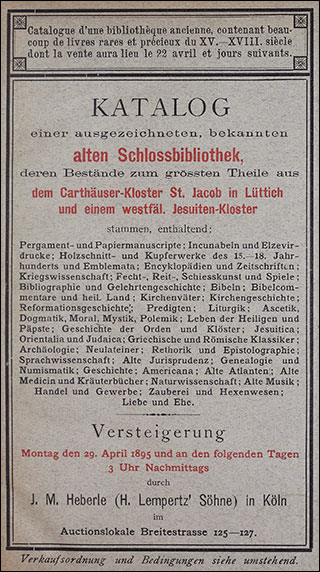 Catalogue d'une bibliothèque ancienne, contenant beau-
coup de livres rares et précieux du XV.—XVIII. siècle
dont la vente aura lieu le 22 avril et jours suivants.
KATALOG
einer ausgezeichneten, bekannten
alten Schlossbibliothek,
deren Bestände zum grössten Theile aus
dem Carthäuser-Kloster St. Jacob in Lüttich
und einem westfäl. Jesuiten-Kloster
stammen, enthaltend:
Pergament- und Papiermanuscripte; Incunabeln und Elzevir-
drucke; Holzschnitt- und Kupferwerke des 15.—18. Jahr-
hunderts und Emblemata; Encyklopädien und Zeitschriften;
Kriegswissenschaft; Fecht-, Reit-, Schiesskunst und Spiele;
Bibliographie und Gelehrtengeschichte; Bibeln; Bibelcom-
mentare und heil. Land; Kirchenväter; Kirchengeschichte;
Reformationsgeschichte; Predigten; Liturgik; Ascetik,
Dogmatik, Moral, Mystik, Polemik; Leben der Heiligen und
Päpste; Geschichte der Orden und Klöster; Jesuitica;
Orientalia und Judaica; Griechische und Römische Klassiker;
Archäologie; Neulateiner; Rethorik und Epistolographie;
Sprachwissenschaft; Alte Jurisprudenz; Genealogie und
Numismatik; Geschichte; Americana; Alte Atlanten; Alte
Medicin und Kräuterbücher; Naturwissenschaft; Alte Musik;
Handel und Gewerbe; Zauberei und Hexenwesen;
Liebe und Ehe.
Versteigerung
Montag den 29. April 1895 und an den folgenden Tagen
3 Uhr Nachmittags
durch
J. M. Heberle (H. Lempertz' Söhne) in Köln
im
Auctionslokale Breitestrasse 125—127.
Verkaufsordnung und Bedingungen siehe umstehend.